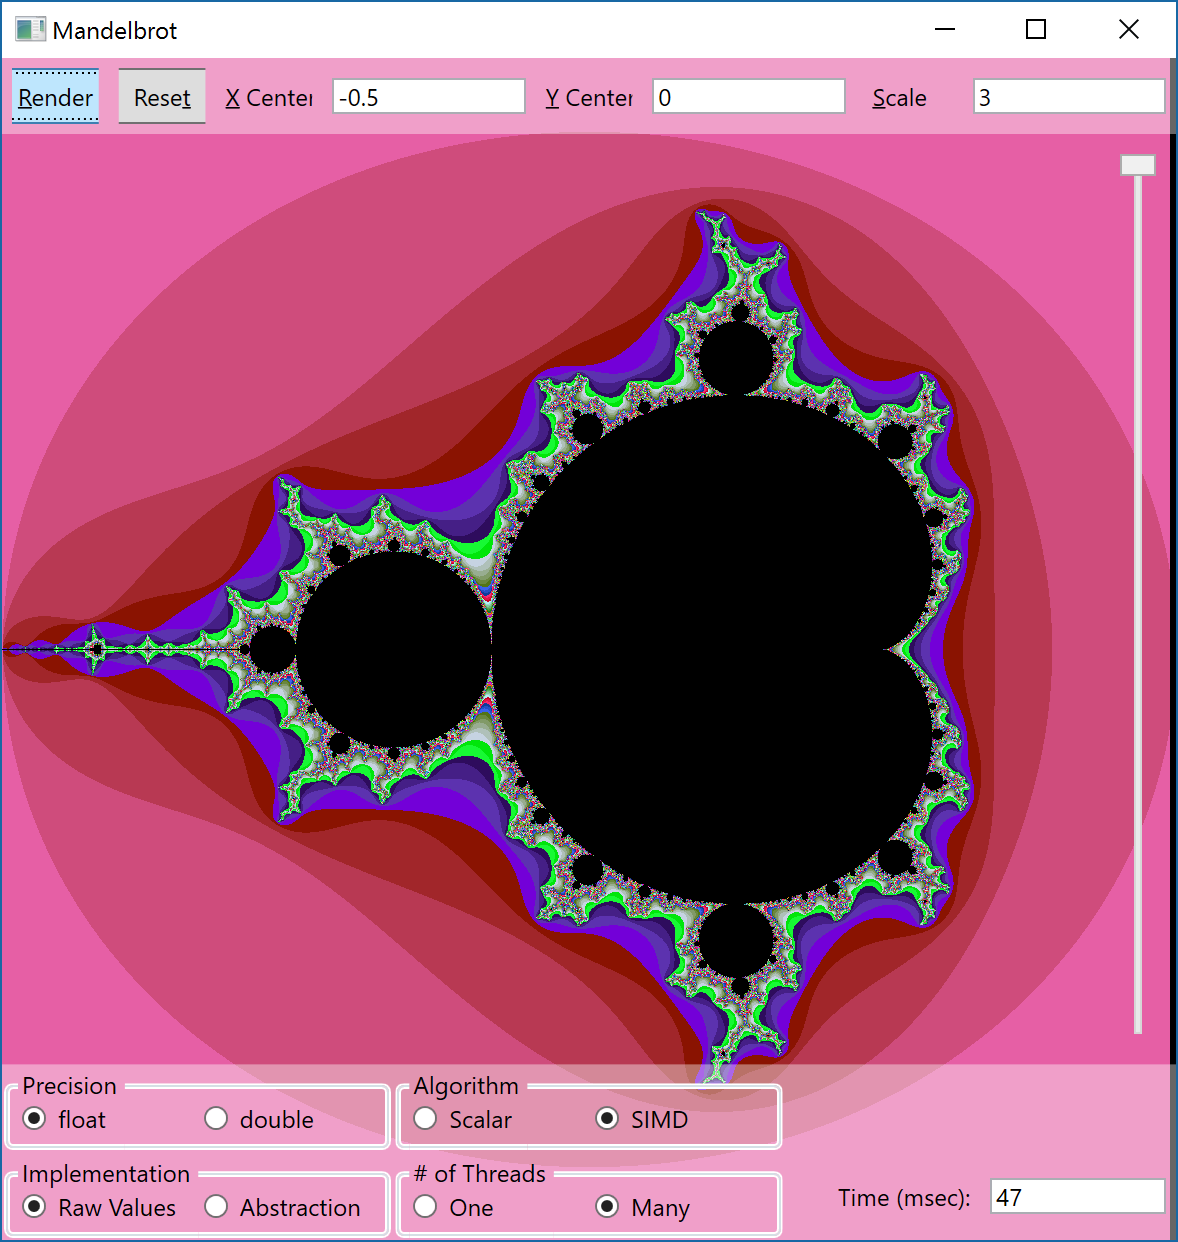 Mandelbrot
Render Reset X Center -0.5 Y Center 0 Scale 3
Precision Algorithm
float double Scalar SIMD
Implementation # of Threads
Raw Values Abstraction One Many Time (msec): 47